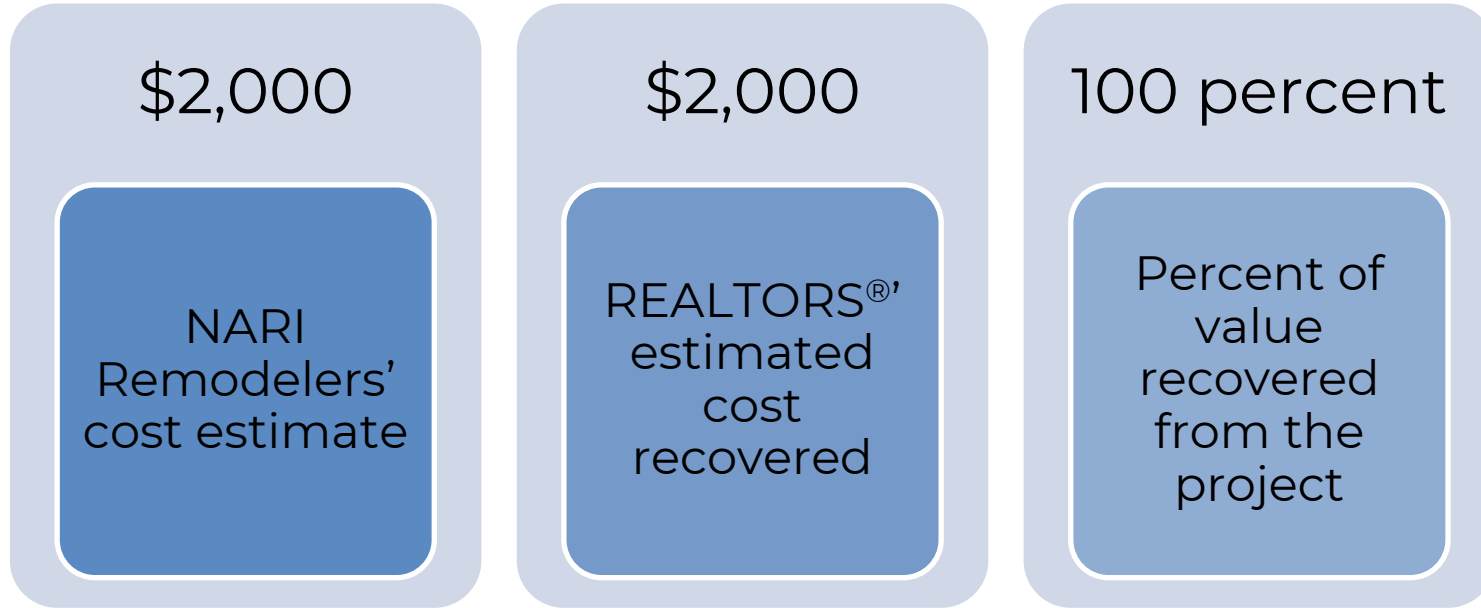 $2,000
NARI
Remodelers’
cost estimate
$2,000
REALTORS®’
estimated
cost
recovered
100 percent
Percent of
value
recovered
from the
project